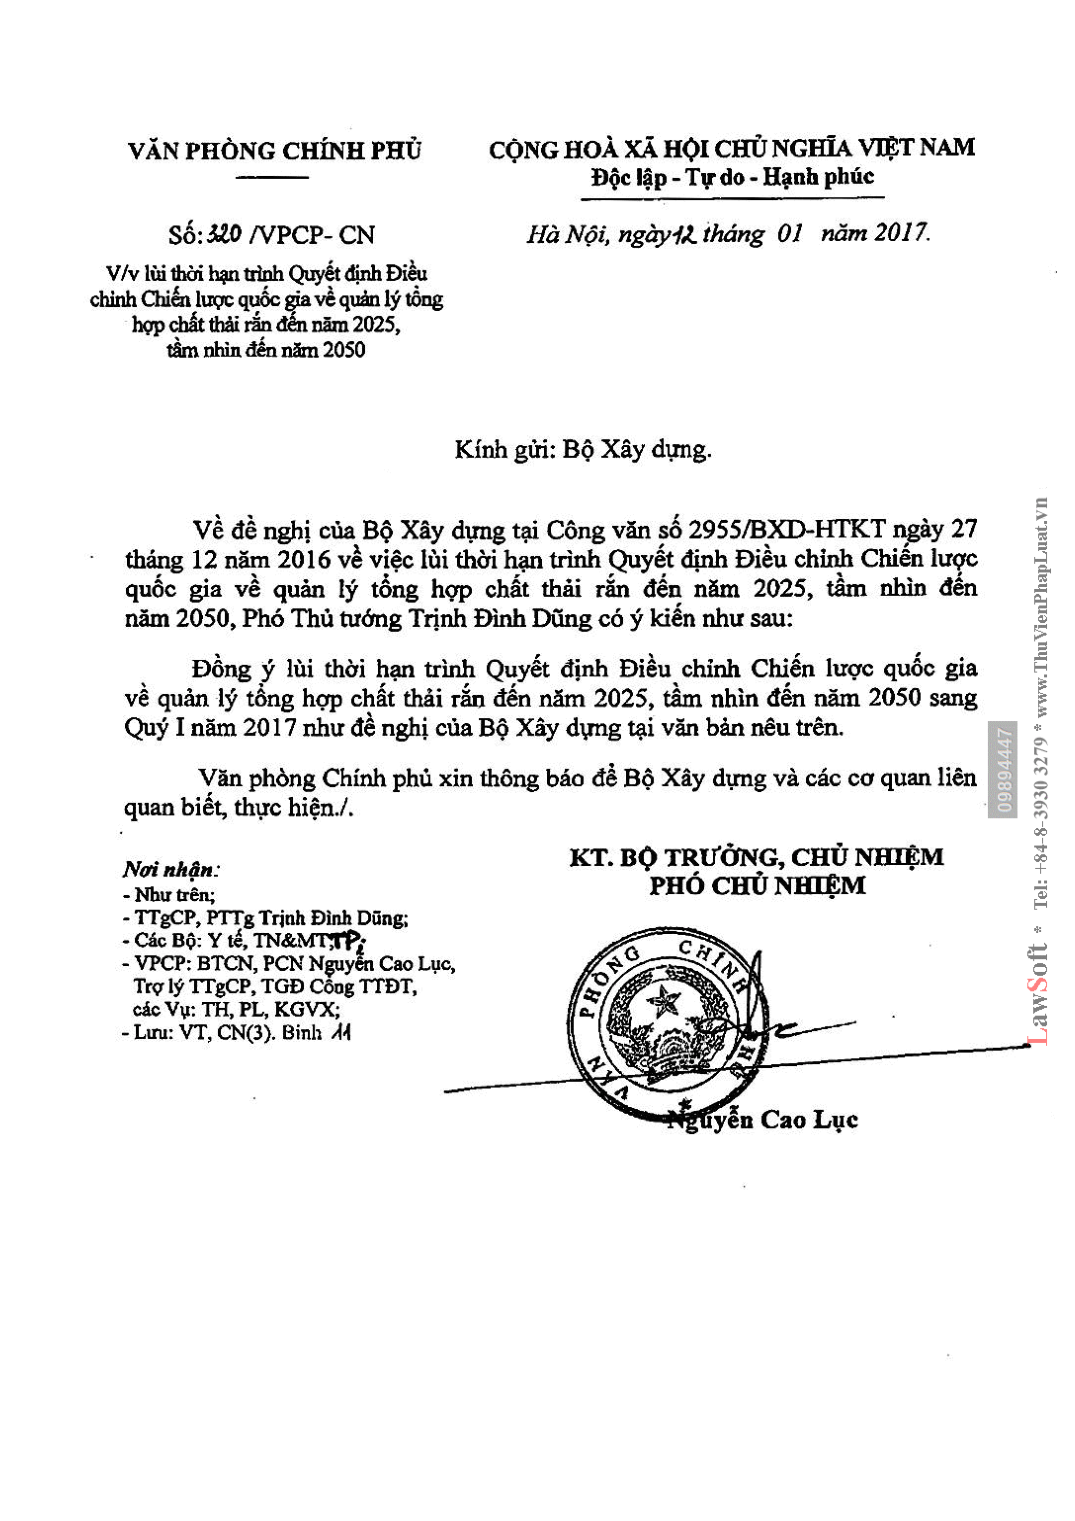 VĂN PHÒNG CHÍNH PHỦ
CỘNG HOÀ XÃ HỘI CHỦ NGHĨA VIỆT NAM
Độc lập - Tự do - Hạnh phúc
Số: 320 /VPCP- CN
Hà Nội, ngày 12 tháng 01 năm 2017.
V/v lùi thời hạn trình Quyết định Điều
chỉnh Chiến lược quốc gia về quản lý tổng
hợp chất thải rắn đến năm 2025,
tầm nhìn đến năm 2050
Kính gửi: Bộ Xây dựng.
Về đề nghị của Bộ Xây dựng tại Công văn số 2955/BXD-HTKT ngày 27
tháng 12 năm 2016 về việc lùi thời hạn trình Quyết định Điều chỉnh Chiến lược
quốc gia về quản lý tổng hợp chất thải rắn đến năm 2025, tầm nhìn đến
năm 2050, Phó Thủ tướng Trịnh Đình Dũng có ý kiến như sau:
Đồng ý lùi thời hạn trình Quyết định Điều chỉnh Chiến lược quốc gia
về quản lý tổng hợp chất thải rắn đến năm 2025, tầm nhìn đến năm 2050 sang
Quý I năm 2017 như đề nghị của Bộ Xây dựng tại văn bản nêu trên.
Văn phòng Chính phủ xin thông báo để Bộ Xây dựng và các cơ quan liên
quan biết, thực hiện./.
Nơi nhận:
- Như trên;
- TTgCP, PTTg Trịnh Đình Dũng;
- Các Bộ: Y tế, TN&MT, TP;
- VPCP: BTCN, PCN Nguyễn Cao Lục,
Trợ lý TTgCP, TGĐ Cổng TTĐT,
các Vụ: TH, PL, KGVX;
- Lưu: VT, CN(3). Bình 11
KT. BỘ TRƯỞNG, CHỦ NHIỆM
PHÓ CHỦ NHIỆM
VĂN PHÒNG CHÍNH PHỦ
Nguyễn Cao Lục
09894447
LawSoft * Tel: +84-8-3930 3279 * www.ThuVienPhapLuat.vn